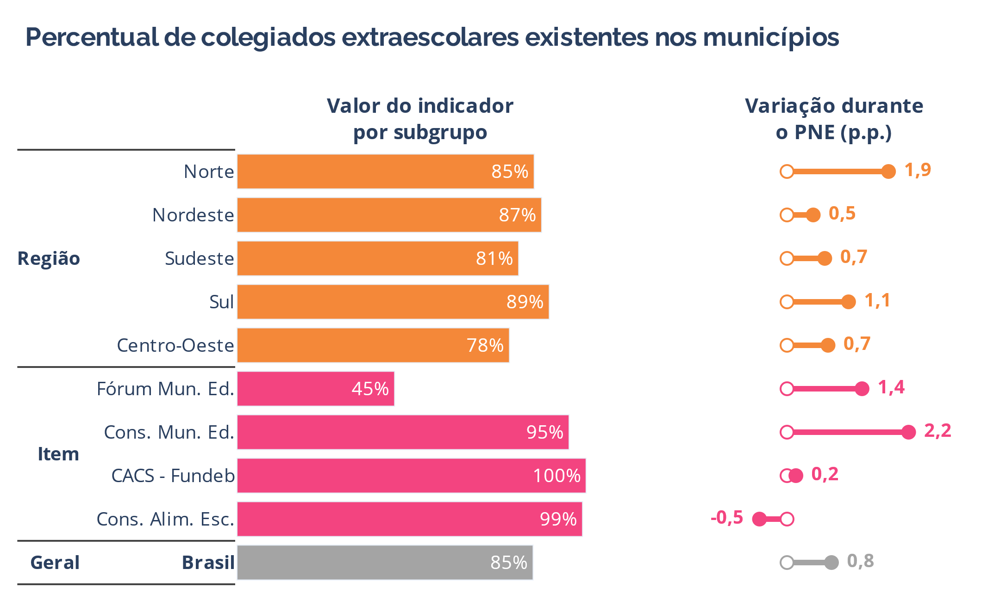 Percentual de colegiados extraescolares existentes nos municípios
Valor do indicador
por subgrupo
Variação durante
o PNE (p.p.)
Região
Norte 85% 1,9
Nordeste 87% 0,5
Sudeste 81% 0,7
Sul 89% 1,1
Centro-Oeste 78% 0,7
Item
Fórum Mun. Ed. 45% 1,4
Cons. Mun. Ed. 95% 2,2
CACS - Fundeb 100% 0,2
Cons. Alim. Esc. 99% -0,5
Geral Brasil 85% 0,8